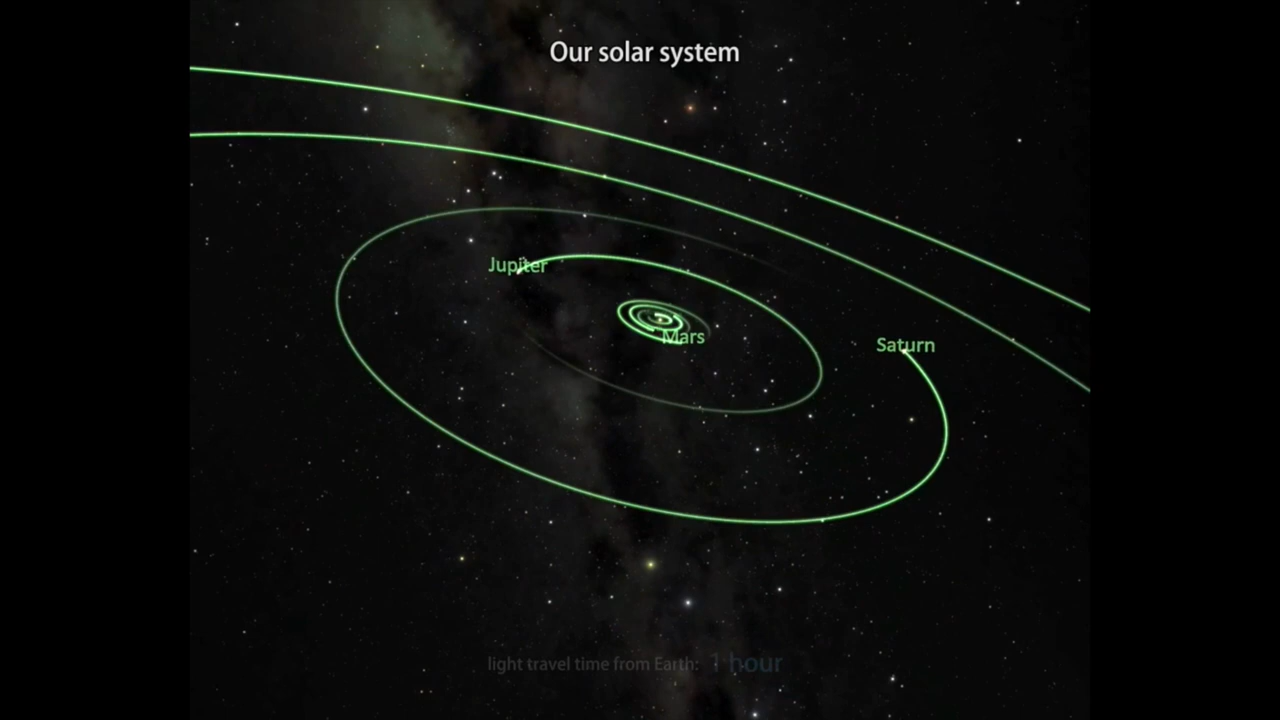 Our solar system
Jupiter
Mars
Saturn
light travel time from Earth: 1 hour